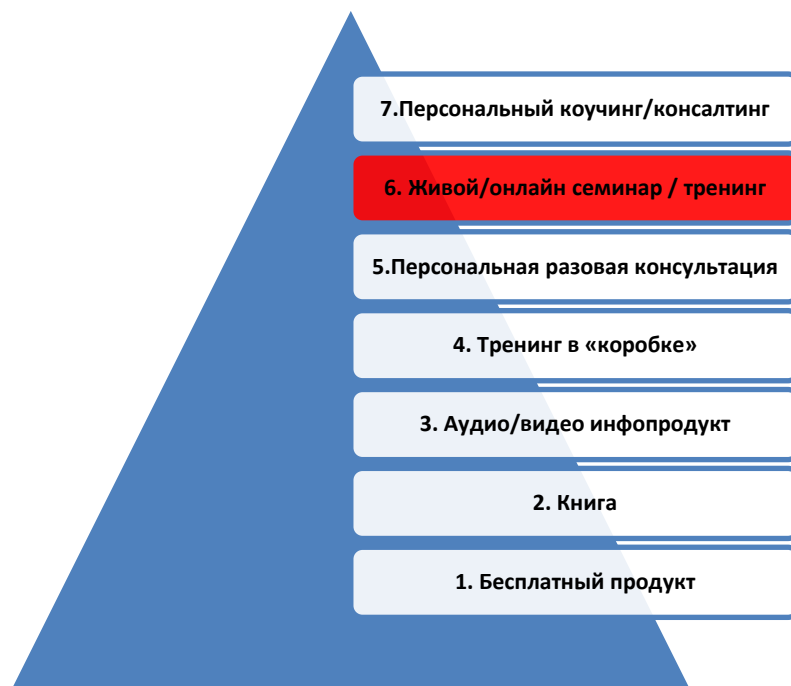 7.Персональный коучинг/консалтинг
6. Живой/онлайн семинар / тренинг
5.Персональная разовая консультация
4. Тренинг в «коробке»
3. Аудио/видео инфопродукт
2. Книга
1. Бесплатный продукт